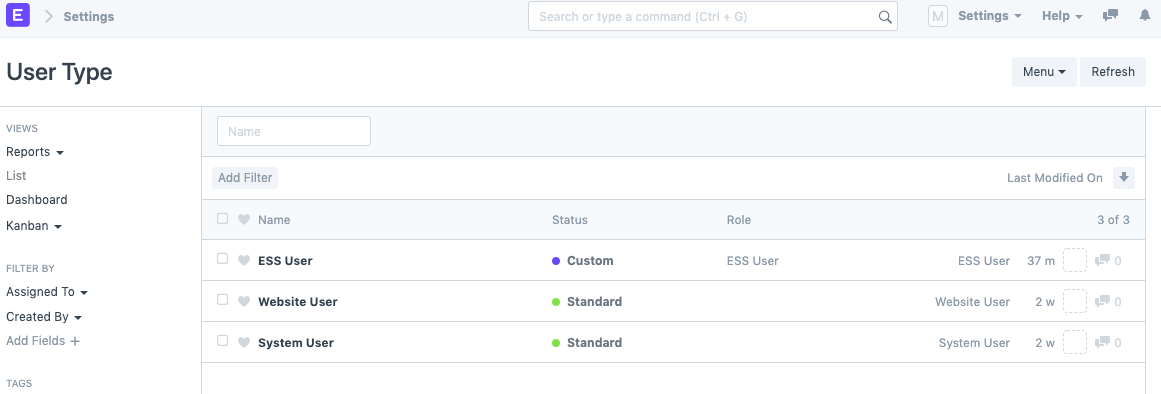 E Settings Search or type a command (Ctrl + G) M Settings Help
User Type Menu Refresh
VIEWS
Reports
List
Dashboard
Kanban
FILTER BY
Assigned To
Created By
Add Fields +
TAGS
Name
Add Filter Last Modified On
Name Status Role 3 of 3
ESS User Custom ESS User ESS User 37 m 0
Website User Standard Website User 2 w 0
System User Standard System User 2 w 0